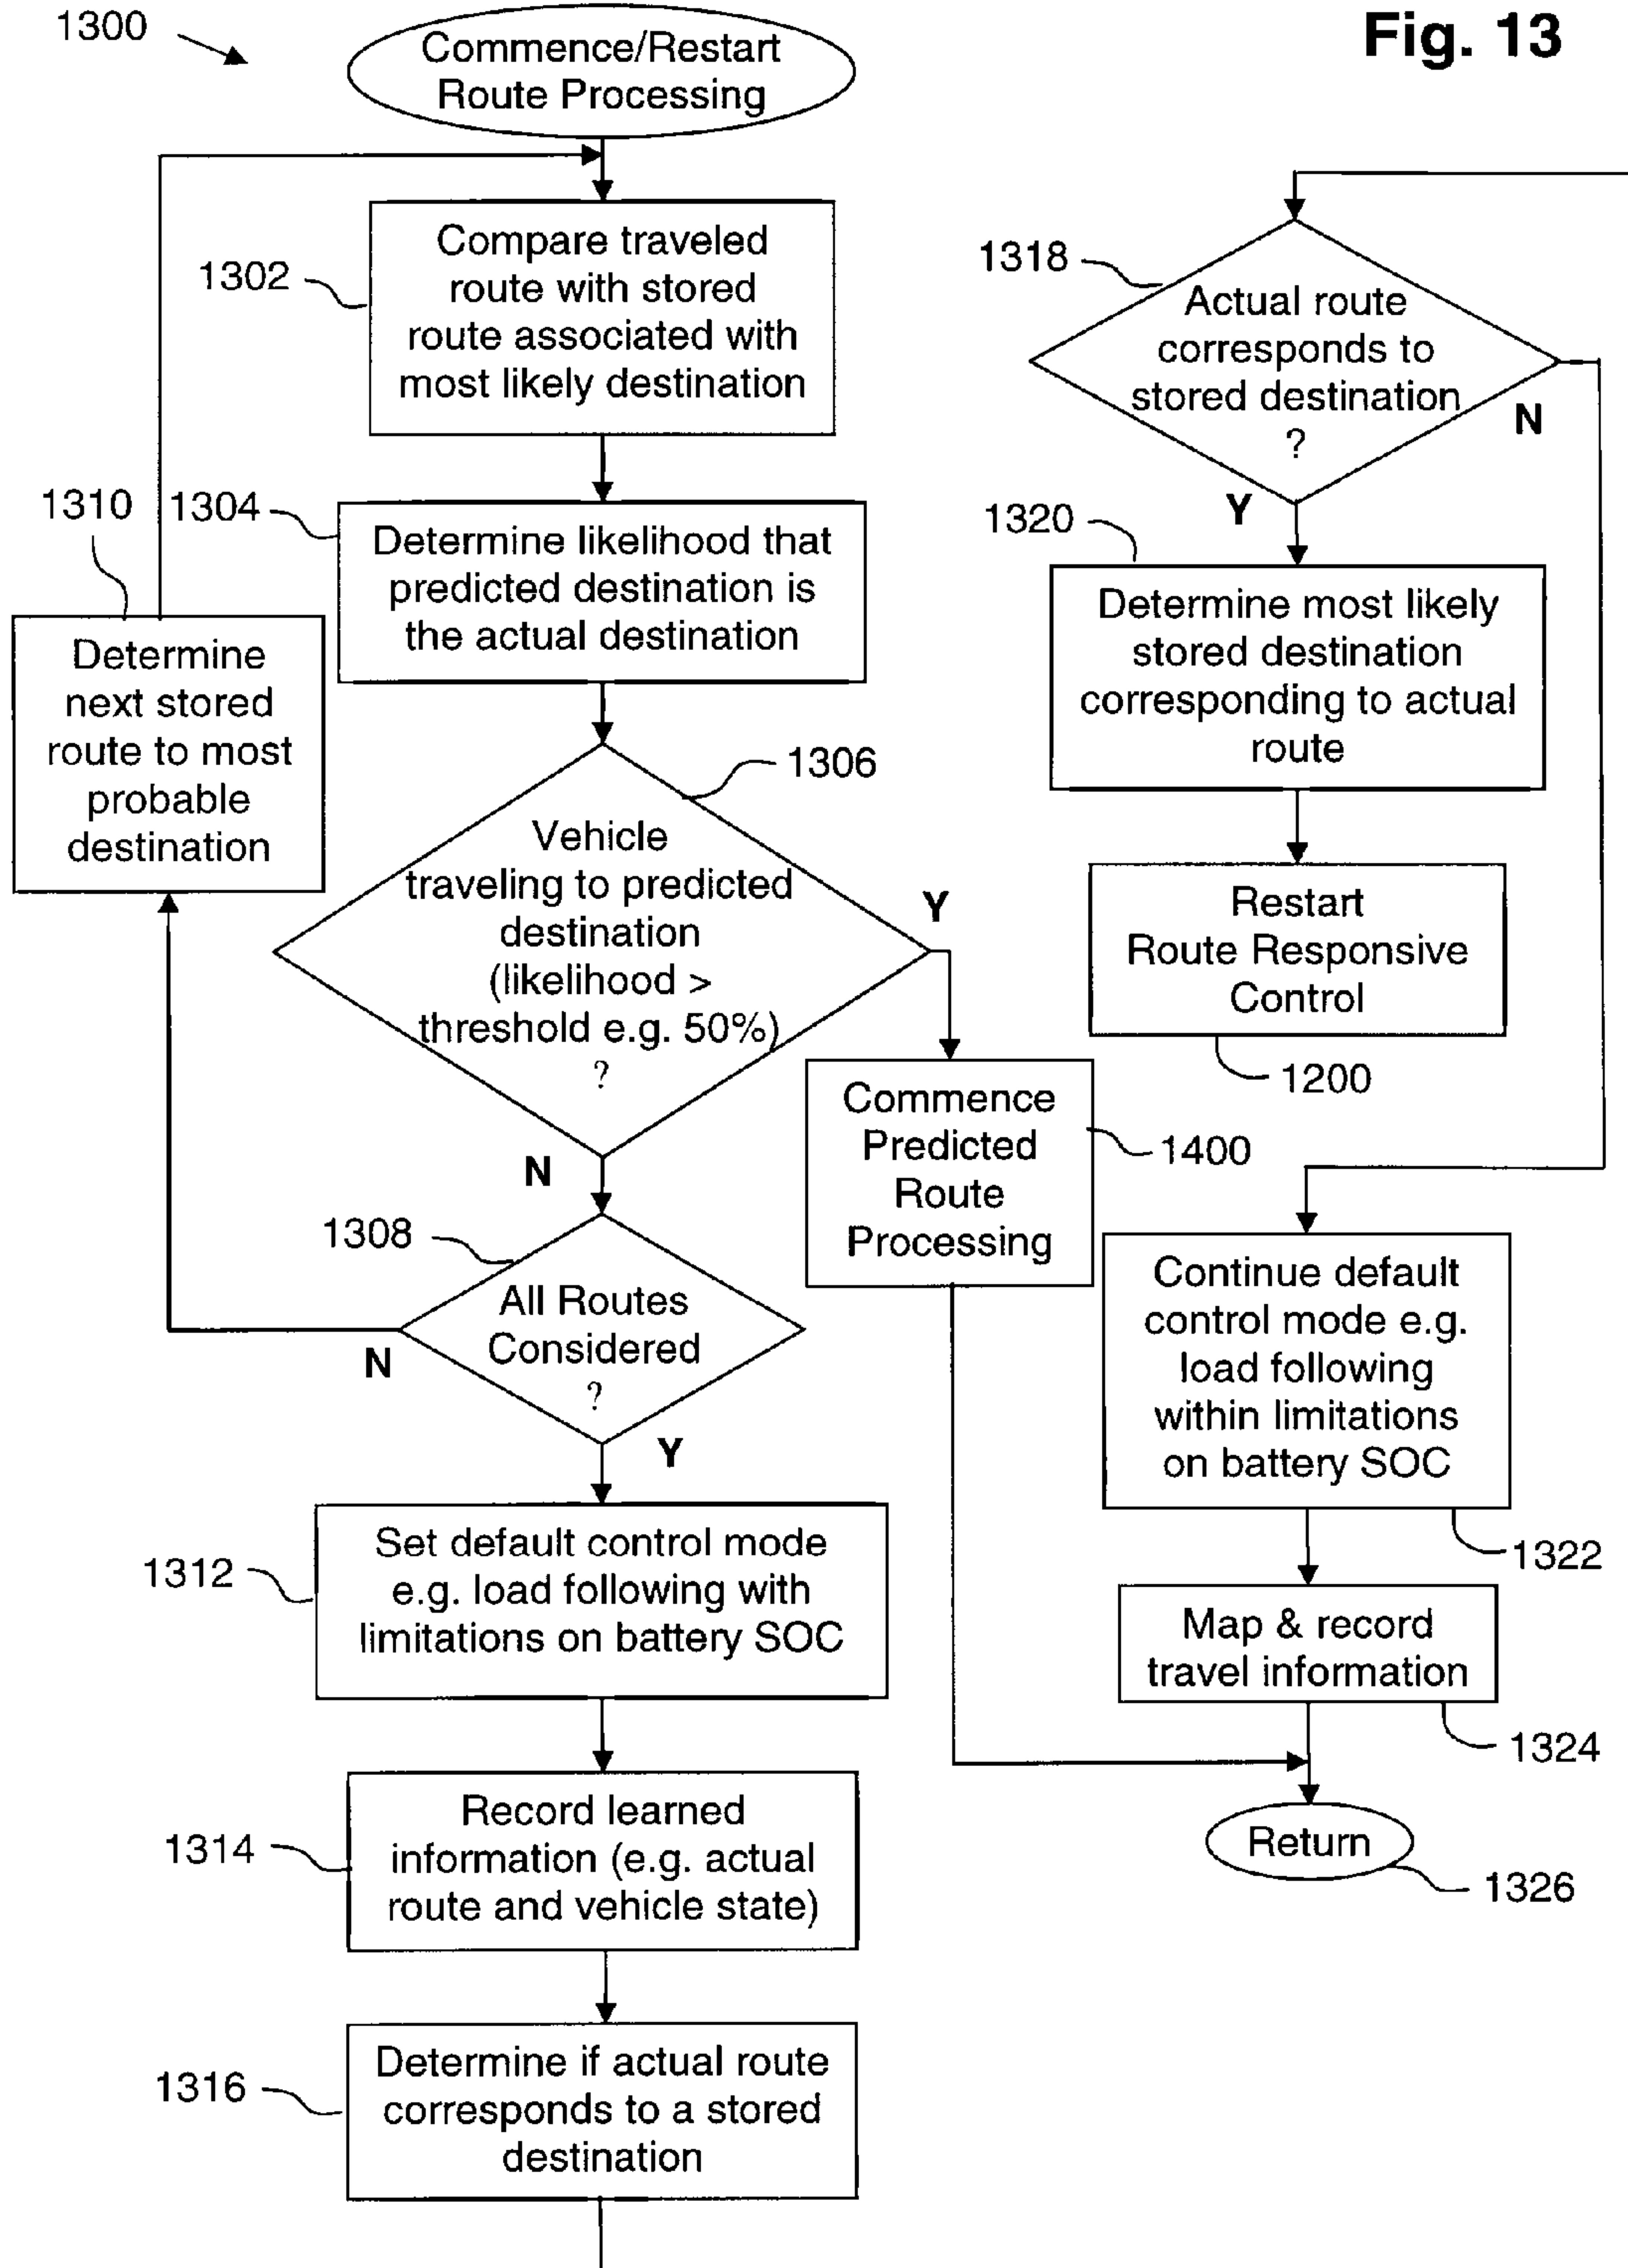 1300
Fig. 13
Commence/Restart
Route Processing
1302
Compare traveled
route with stored
route associated with
most likely destination
1310
1304
Determine likelihood that
predicted destination is
the actual destination
Determine
next stored
route to most
probable
destination
1306
Vehicle
traveling to predicted
destination
(likelihood >
threshold e.g. 50%)
?
Y
N
1308
All Routes
Considered
?
N
Y
Commence
Predicted
Route
Processing
1400
1312
Set default control mode
e.g. load following with
limitations on battery SOC
1314
Record learned
information (e.g. actual
route and vehicle state)
1316
Determine if actual route
corresponds to a stored
destination
1318
Actual route
corresponds to
stored destination
?
N
Y
1320
Determine most likely
stored destination
corresponding to actual
route
Restart
Route Responsive
Control
1200
Continue default
control mode e.g.
load following
within limitations
on battery SOC
1322
Map & record
travel information
1324
Return
1326